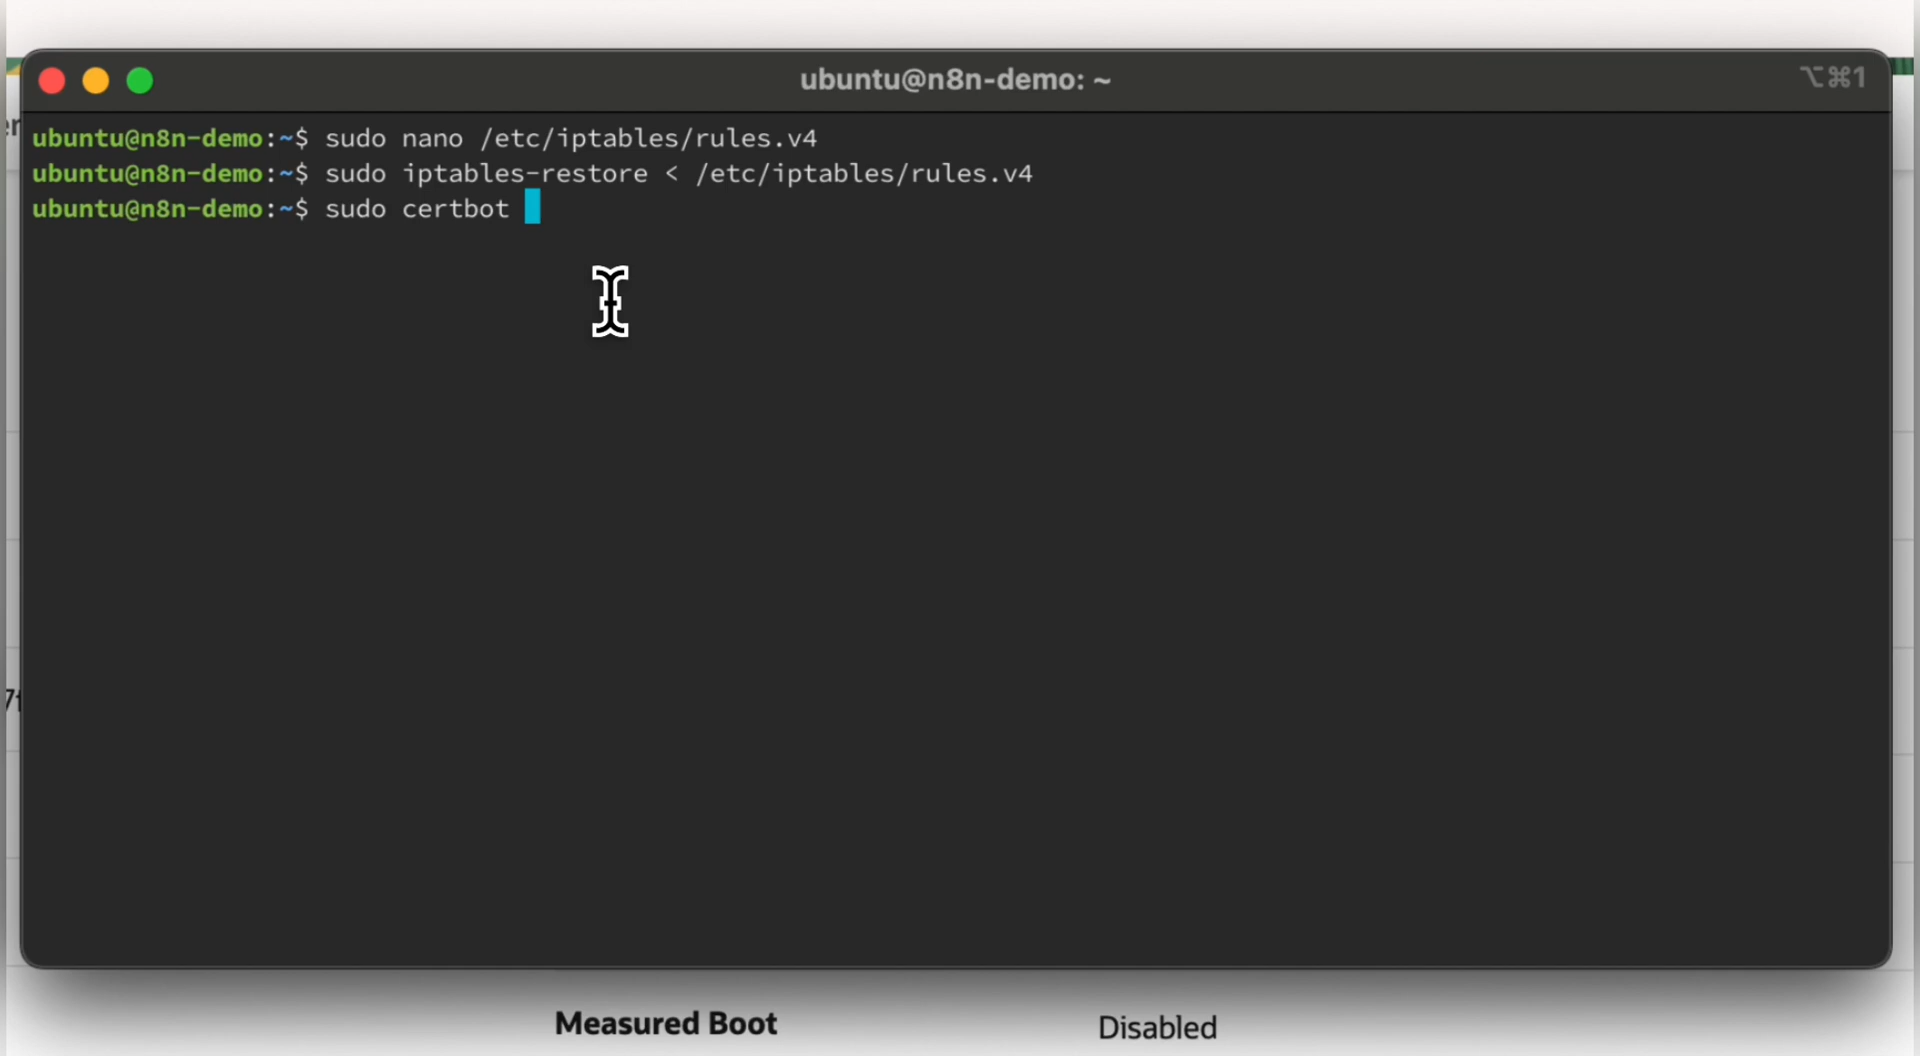 ubuntu@n8n-demo: ~
⌥⌘1
ubuntu@n8n-demo:~$ sudo nano /etc/iptables/rules.v4
ubuntu@n8n-demo:~$ sudo iptables-restore < /etc/iptables/rules.v4
ubuntu@n8n-demo:~$ sudo certbot
Measured Boot Disabled